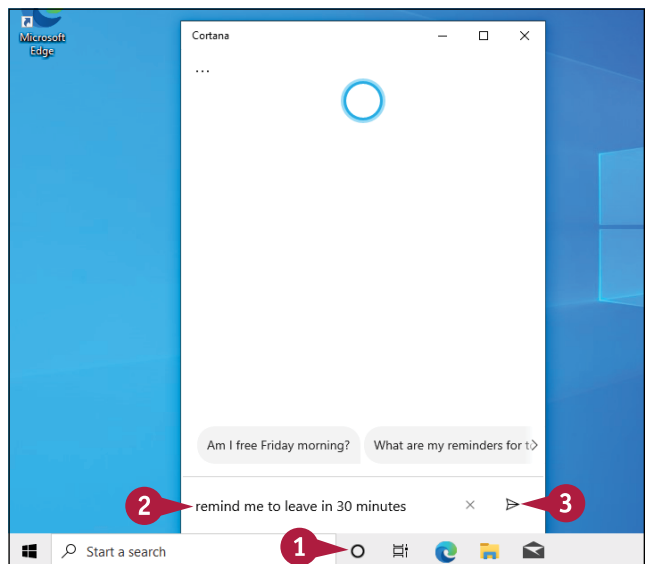 Microsoft
Edge
Cortana
...
Am I free Friday morning?
What are my reminders for to
remind me to leave in 30 minutes
2
3
1
Start a search